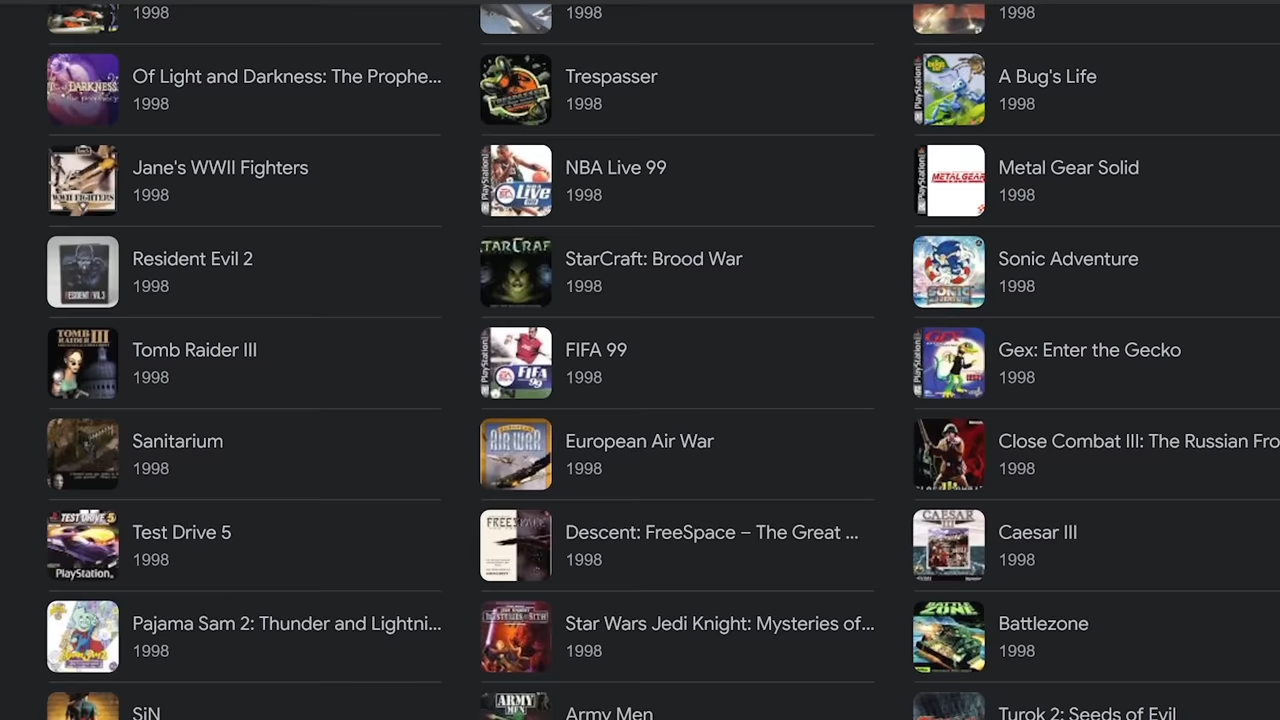 1998
1998
1998
Of Light and Darkness: The Prophe...
1998
Trespasser
1998
A Bug's Life
1998
Jane's WWII Fighters
1998
NBA Live 99
1998
Metal Gear Solid
1998
Resident Evil 2
1998
StarCraft: Brood War
1998
Sonic Adventure
1998
Tomb Raider III
1998
FIFA 99
1998
Gex: Enter the Gecko
1998
Sanitarium
1998
European Air War
1998
Close Combat III: The Russian Fro
1998
Test Drive 5
1998
Descent: FreeSpace – The Great ...
1998
Caesar III
1998
Pajama Sam 2: Thunder and Lightni...
1998
Star Wars Jedi Knight: Mysteries of...
1998
Battlezone
1998
SiN
Army Men
Turok 2: Seeds of Evil